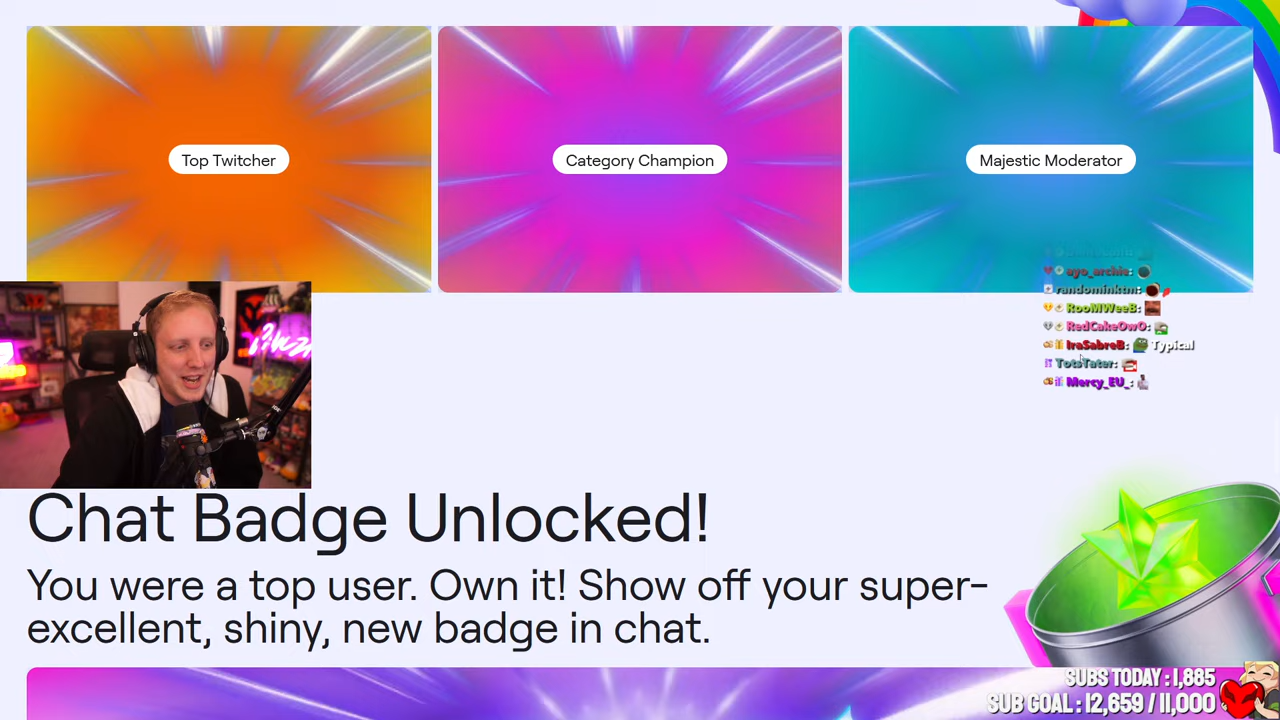 Top Twitcher
Category Champion
Majestic Moderator
ayo_archie:
randominkun:
RooMWeeB:
RedCakeOwO:
IraSabreB: Typical
TotsTater:
Mercy_EU_:
Chat Badge Unlocked!
You were a top user. Own it! Show off your super-
excellent, shiny, new badge in chat.
SUBS TODAY : 1,885
SUB GOAL : 12,659 / 11,000